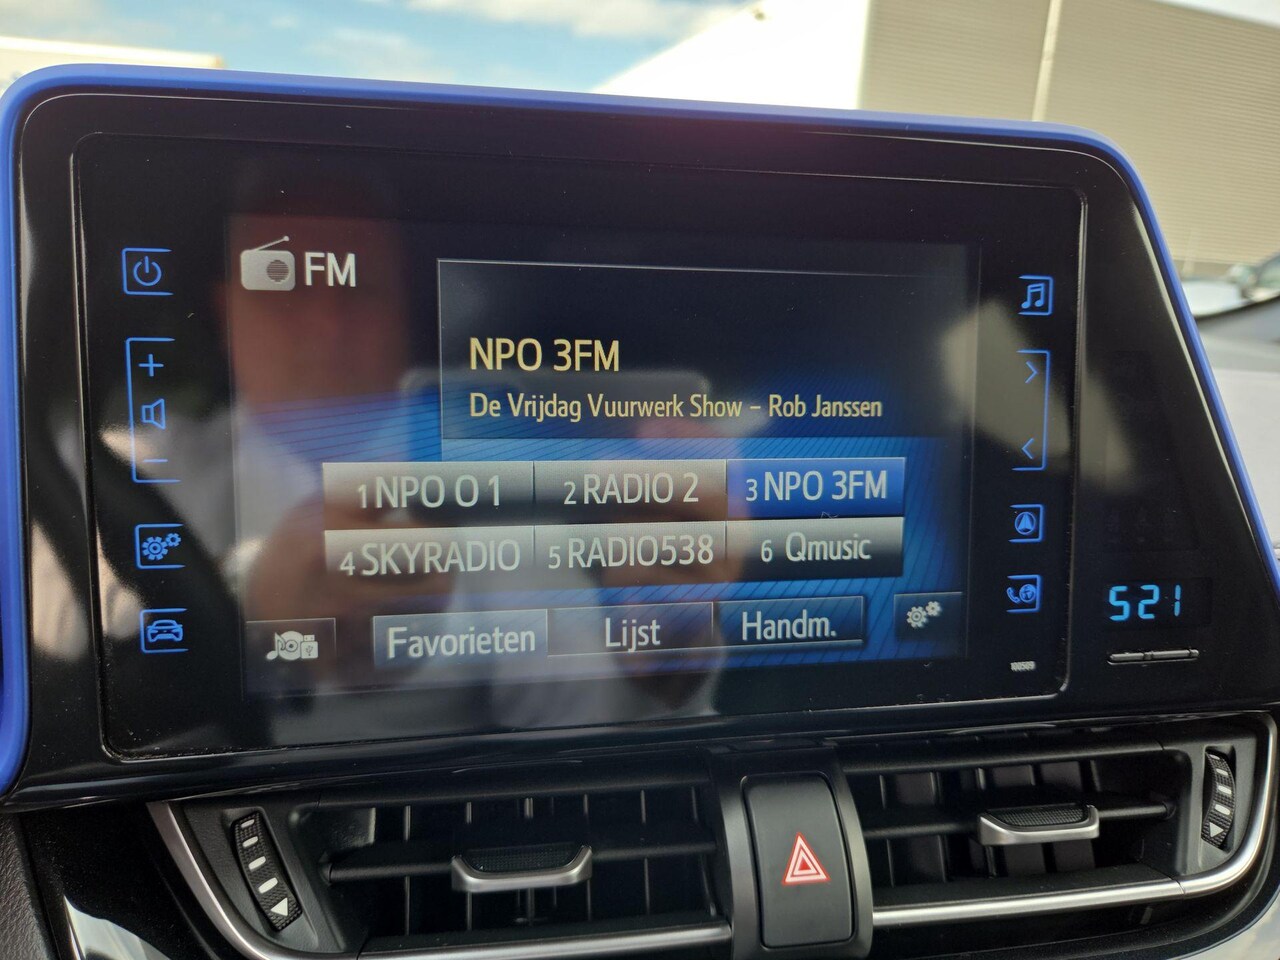 FM
NPO 3FM
De Vrijdag Vuurwerk Show – Rob Janssen
1 NPO O 1 2 RADIO 2 3 NPO 3FM
4 SKYRADIO 5 RADIO538 6 Qmusic
Favorieten Lijst Handm.
521